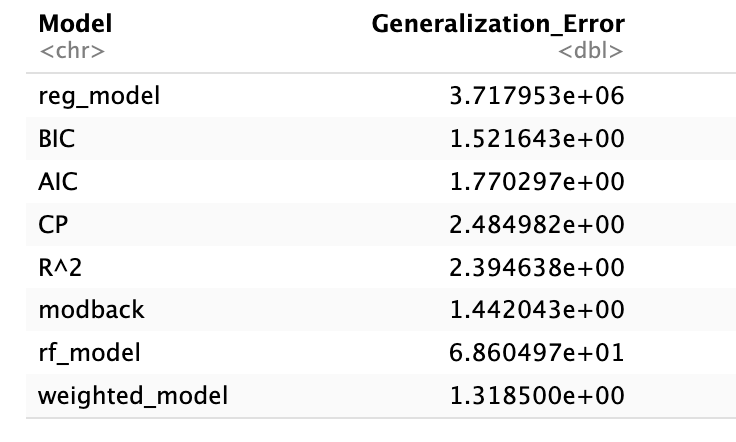 Model Generalization_Error
<chr> <dbl>
reg_model 3.717953e+06
BIC 1.521643e+00
AIC 1.770297e+00
CP 2.484982e+00
R^2 2.394638e+00
modback 1.442043e+00
rf_model 6.860497e+01
weighted_model 1.318500e+00